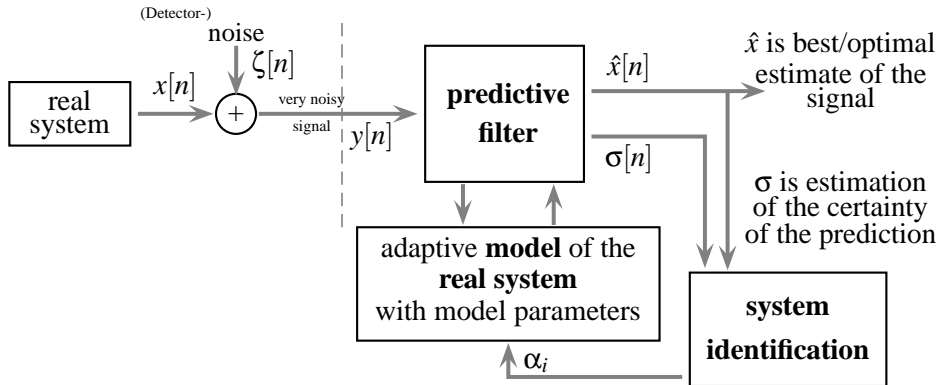 (Detector-)
noise
ζ[n]
x[n]
real
system
+
very noisy
signal
y[n]
predictive
filter
x̂[n]
σ[n]
x̂ is best/optimal
estimate of the
signal
σ is estimation
of the certainty
of the prediction
adaptive model of the
real system
with model parameters
system
identification
α_i